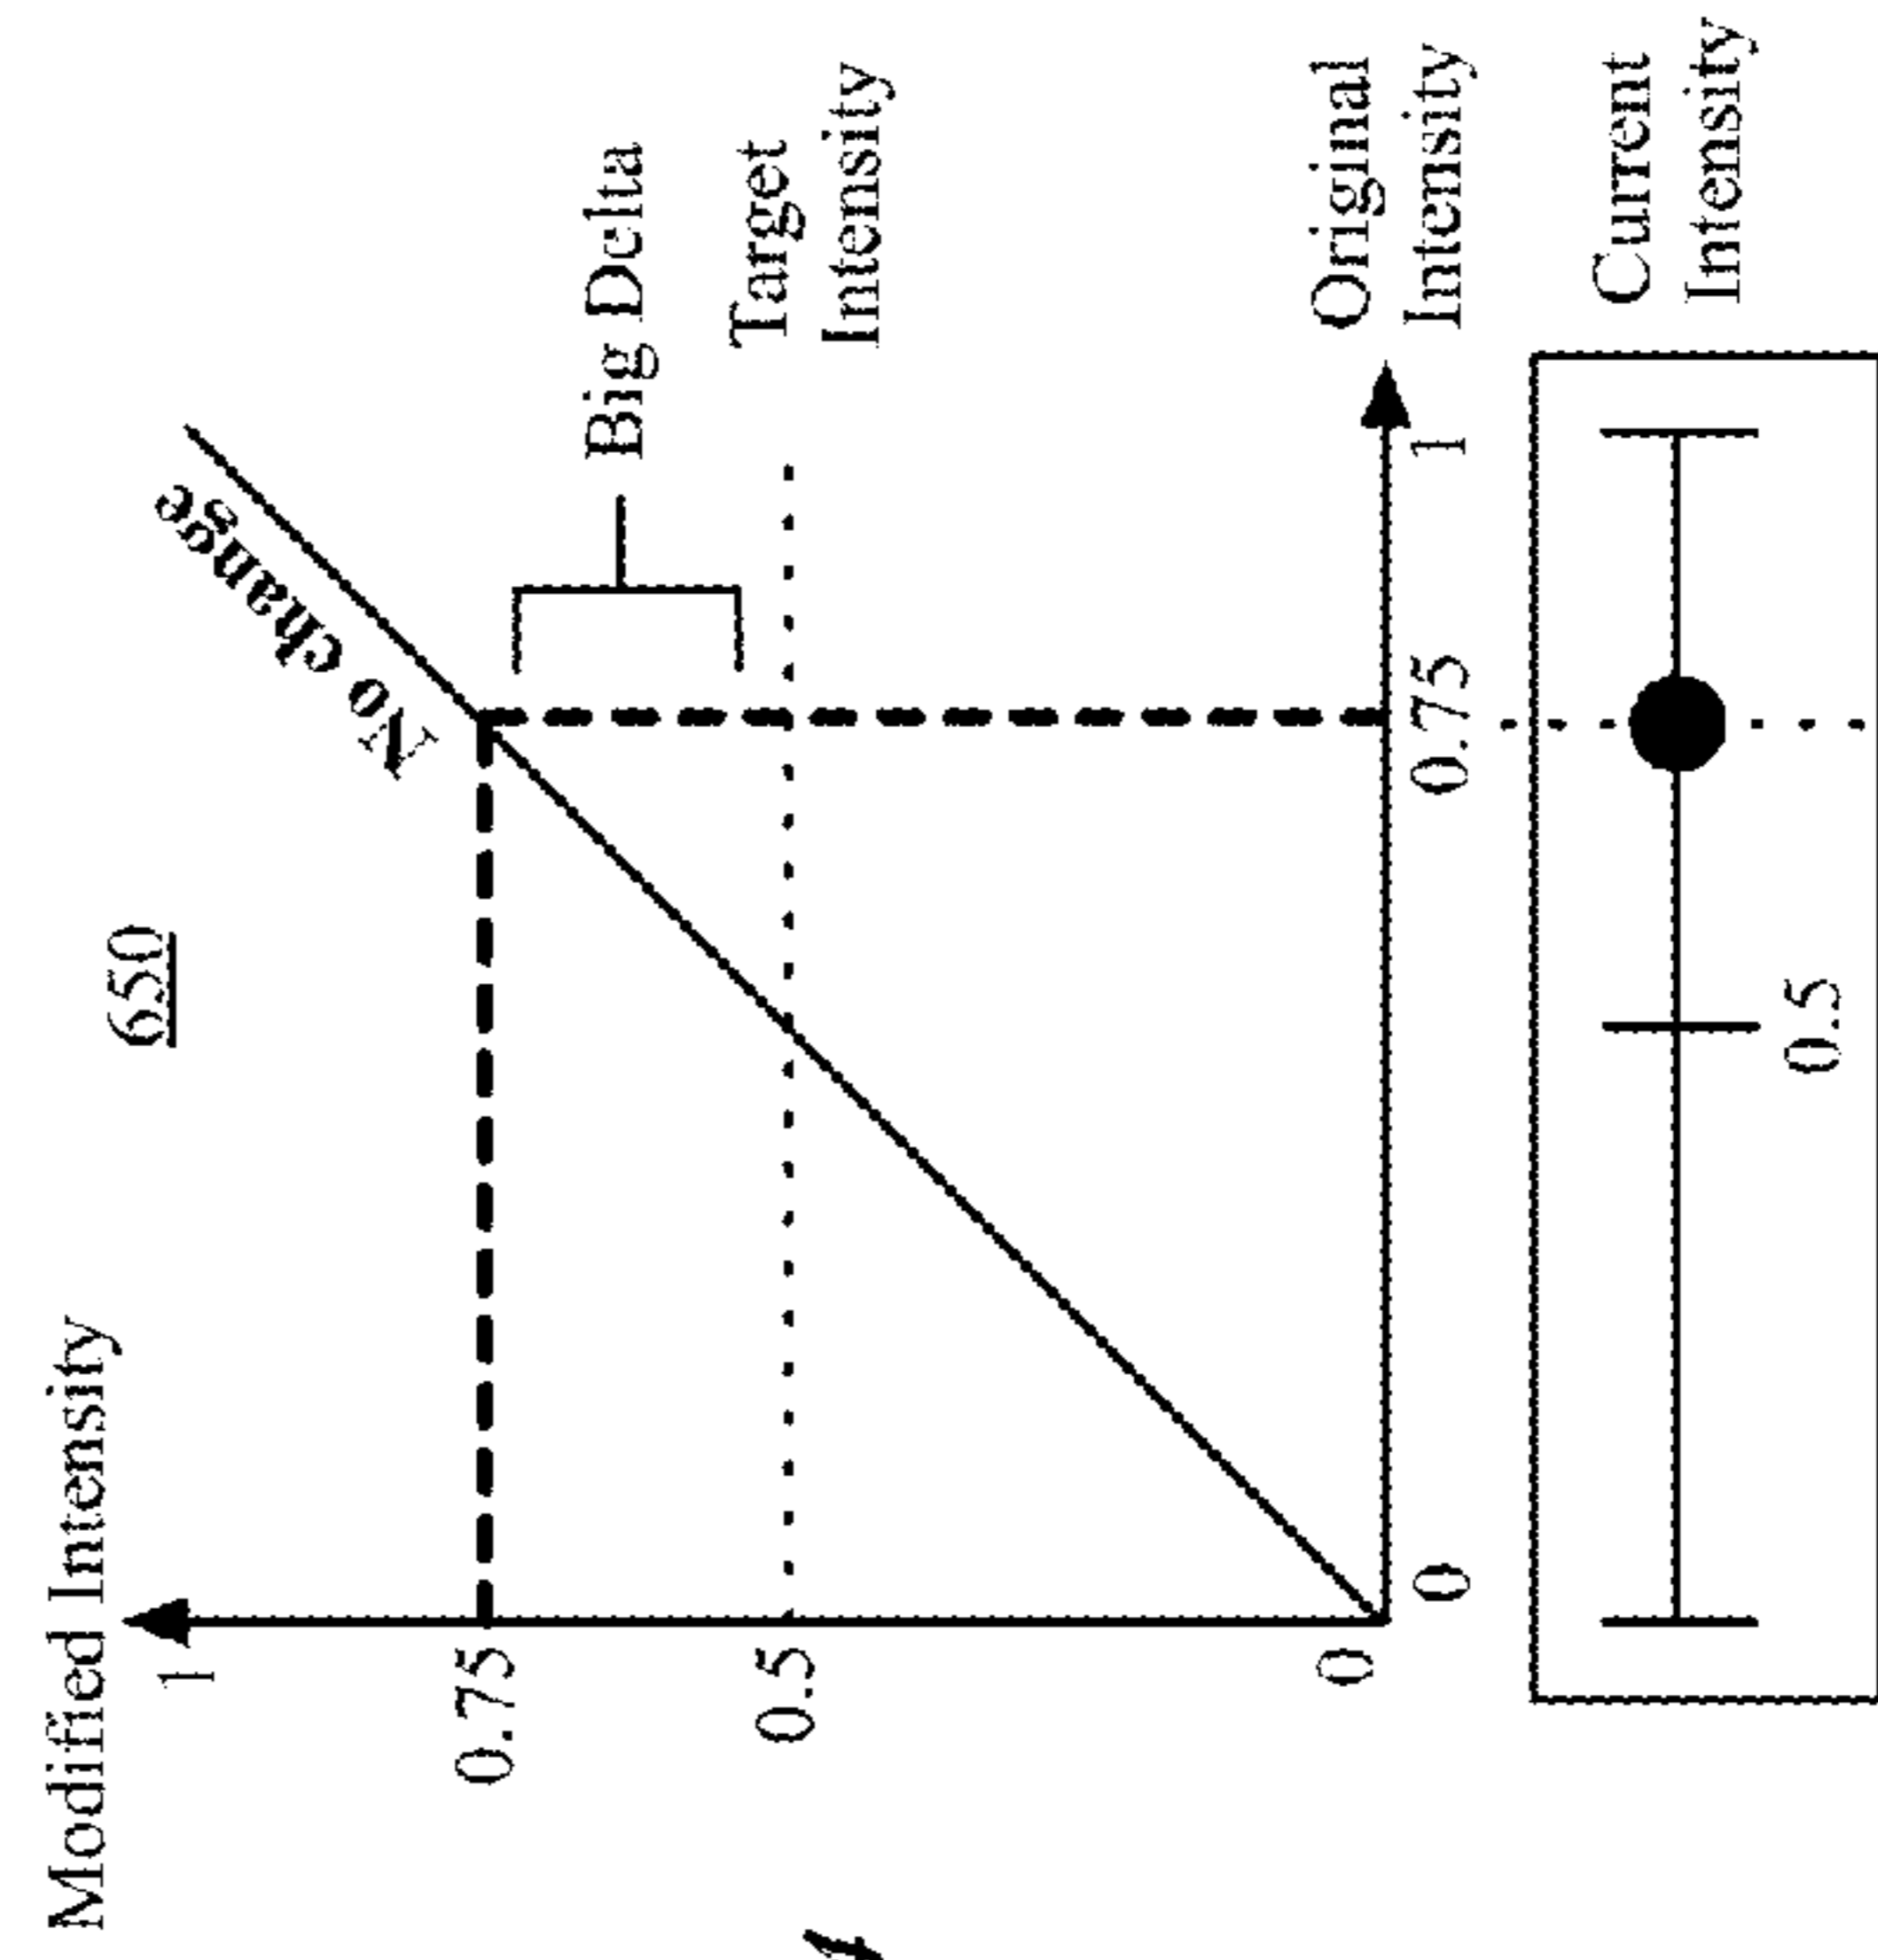 650
Modified Intensity
1
No change
0.75
Big Delta
0.5
Target
Intensity
0
0
0.75
1
Original
Intensity
Current
Intensity
0.5